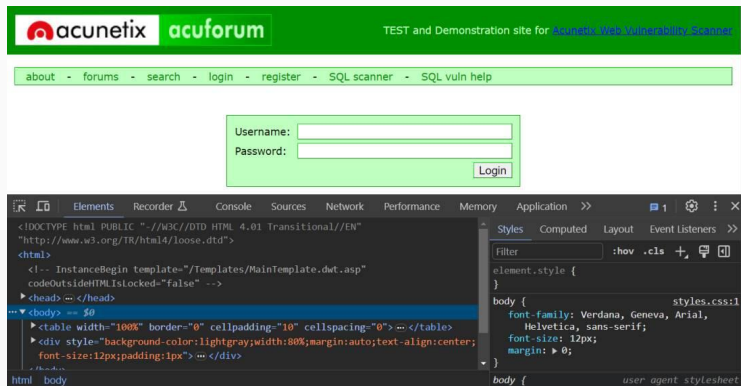 acunetix acuforum
TEST and Demonstration site for Acunetix Web Vulnerability Scanner
about - forums - search - login - register - SQL scanner - SQL vuln help
Username:
Password:
Login
Elements Recorder Console Sources Network Performance Memory Application >> 1
<!DOCTYPE html PUBLIC "-//W3C//DTD HTML 4.01 Transitional//EN"
"http://www.w3.org/TR/html4/loose.dtd">
<html>
<!-- InstanceBegin template="/Templates/MainTemplate.dwt.asp"
codeOutsideHTMLIsLocked="false" -->
<head> ... </head>
<body> == $0
<table width="100%" border="0" cellpadding="10" cellspacing="0"> ... </table>
<div style="background-color:lightgray;width:80%;margin:auto;text-align:center;
font-size:12px;padding:1px"> ... </div>
</body>
html body
Styles Computed Layout Event Listeners >>
Filter :hov .cls +
element.style {
}
body { styles.css:1
font-family: Verdana, Geneva, Arial,
Helvetica, sans-serif;
font-size: 12px;
margin: 0;
}
body { user agent stylesheet